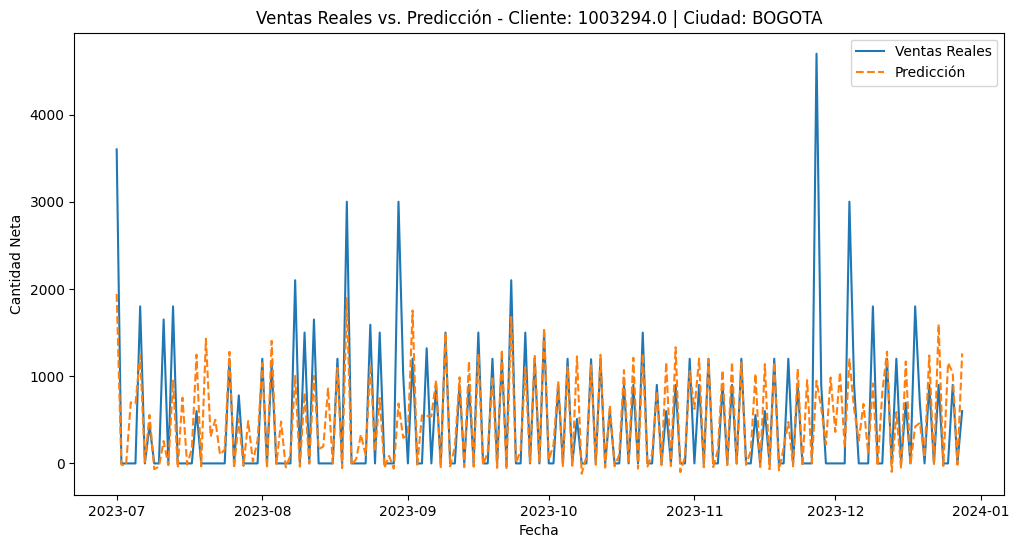 Ventas Reales vs. Predicción - Cliente: 1003294.0 | Ciudad: BOGOTA
Ventas Reales
Predicción
Cantidad Neta
4000
3000
2000
1000
0
2023-07
2023-08
2023-09
2023-10
2023-11
2023-12
2024-01
Fecha